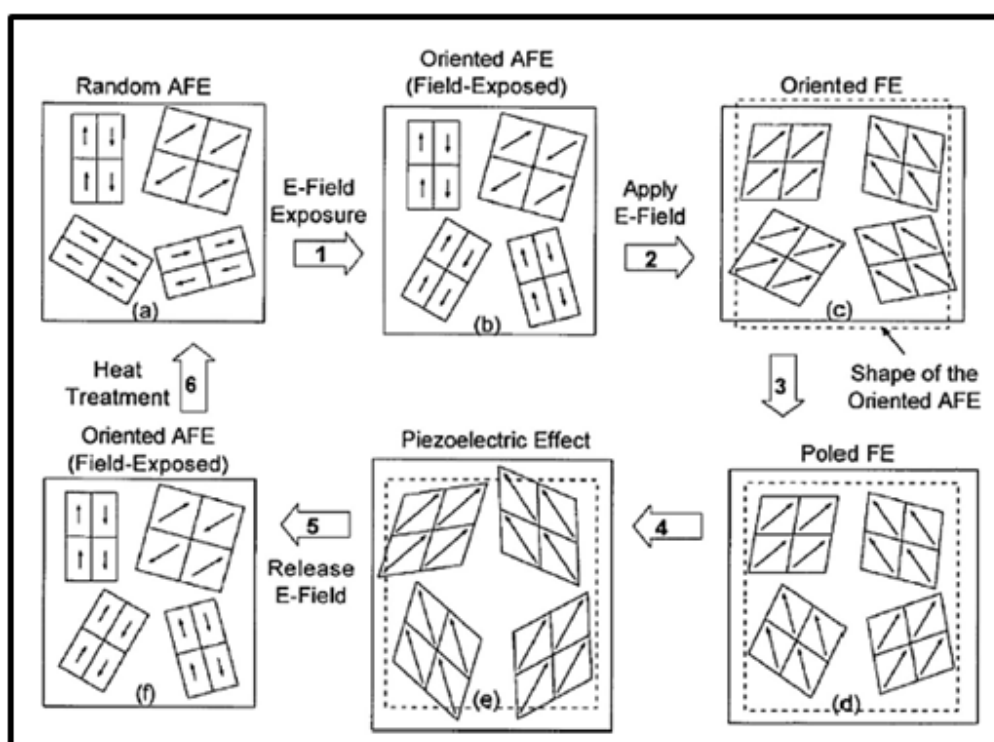 Random AFE
(a)
E-Field
Exposure
1
Oriented AFE
(Field-Exposed)
(b)
Apply
E-Field
2
Oriented FE
(c)
Shape of the
Oriented AFE
3
Poled FE
(d)
4
Piezoelectric Effect
(e)
5
Release
E-Field
Oriented AFE
(Field-Exposed)
(f)
Heat
Treatment
6